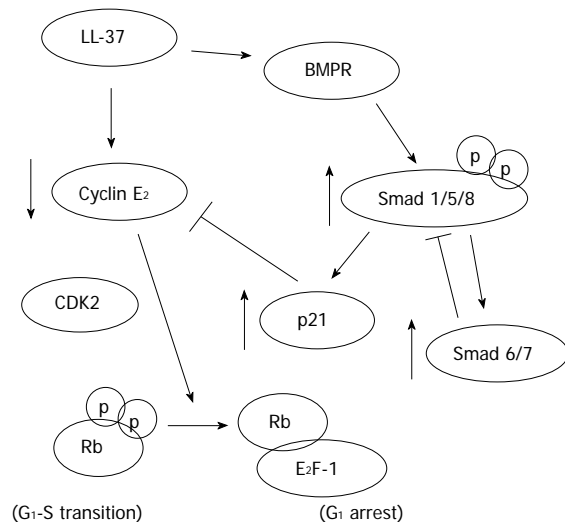 LL-37
BMPR
p
p
Cyclin E₂
Smad 1/5/8
CDK2
p21
Smad 6/7
p
p
Rb
Rb
E₂F-1
(G₁-S transition)
(G₁ arrest)